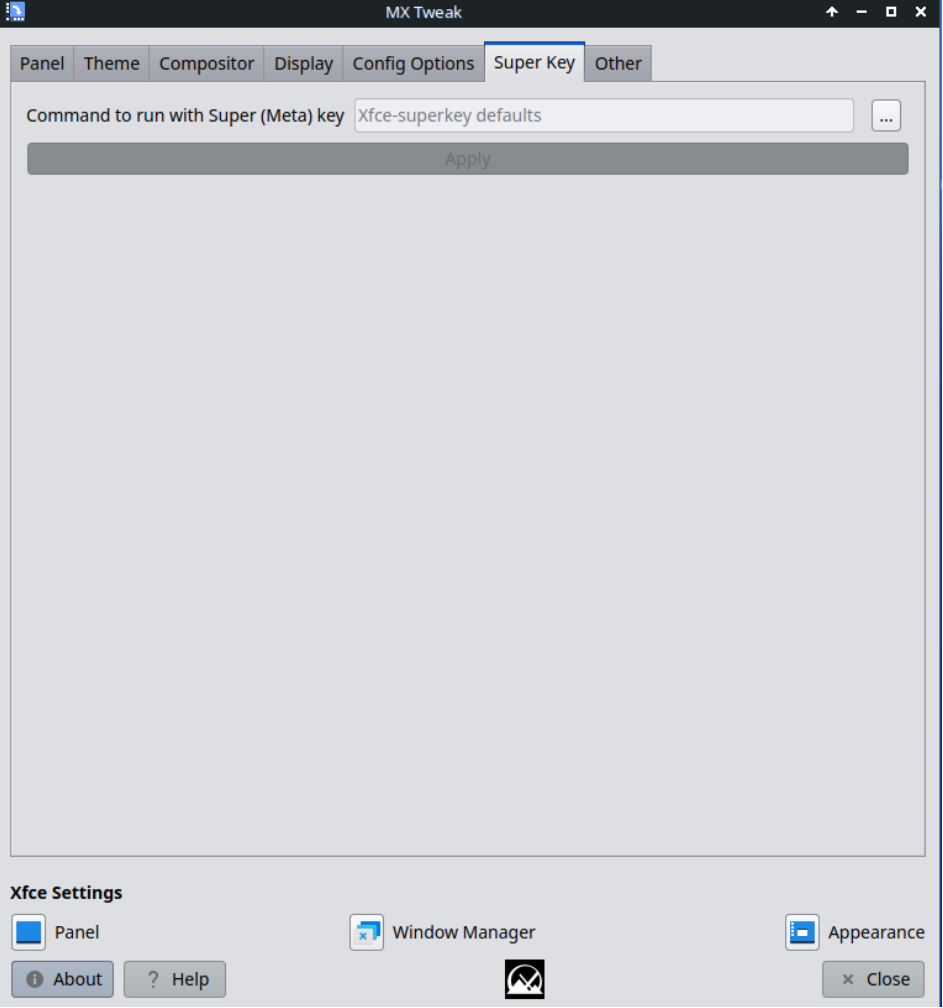 MX Tweak
Panel Theme Compositor Display Config Options Super Key Other
Command to run with Super (Meta) key Xfce-superkey defaults ...
Apply
Xfce Settings
Panel Window Manager Appearance
About ? Help Close